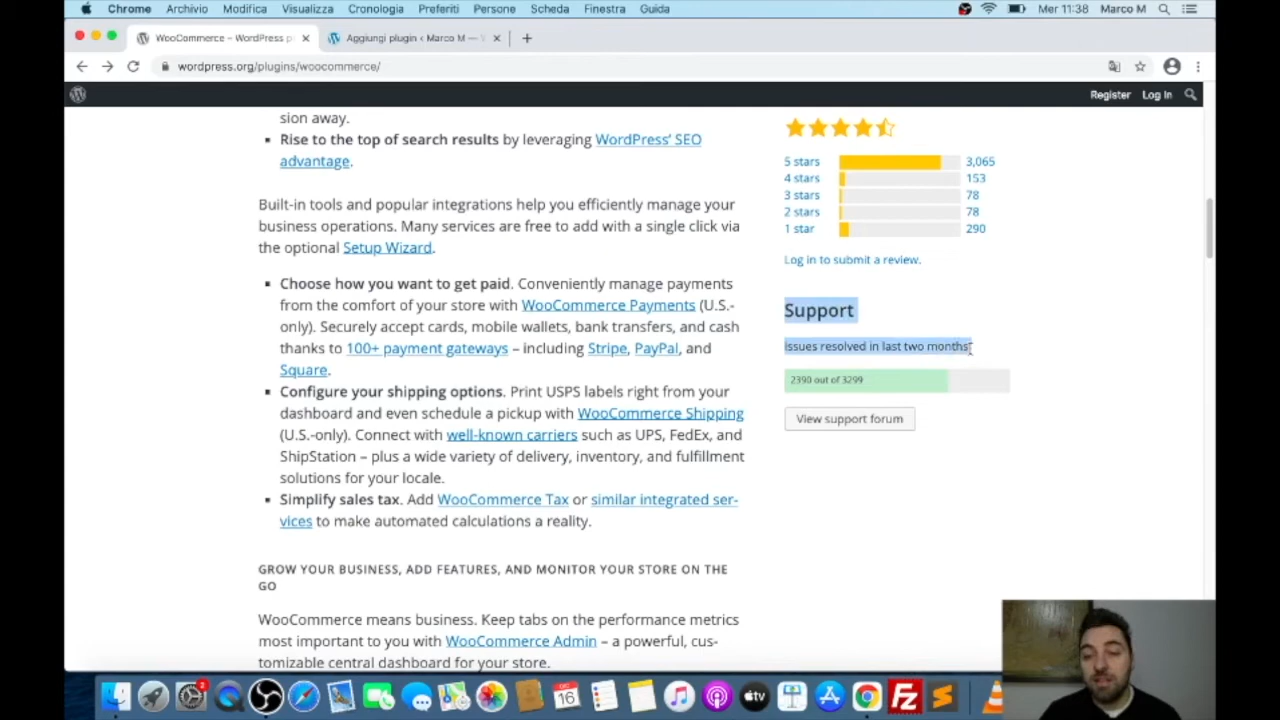 Chrome Archivio Modifica Visualizza Cronologia Preferiti Persone Scheda Finestra Guida Mer 11:38 Marco M
WooCommerce – WordPress p
Aggiungi plugin ‹ Marco M —
wordpress.org/plugins/woocommerce/
Register Log In
sion away.
▪ Rise to the top of search results by leveraging WordPress’ SEO
advantage.
Built-in tools and popular integrations help you efficiently manage your
business operations. Many services are free to add with a single click via
the optional Setup Wizard.
▪ Choose how you want to get paid. Conveniently manage payments
from the comfort of your store with WooCommerce Payments (U.S.-
only). Securely accept cards, mobile wallets, bank transfers, and cash
thanks to 100+ payment gateways – including Stripe, PayPal, and
Square.
▪ Configure your shipping options. Print USPS labels right from your
dashboard and even schedule a pickup with WooCommerce Shipping
(U.S.-only). Connect with well-known carriers such as UPS, FedEx, and
ShipStation – plus a wide variety of delivery, inventory, and fulfillment
solutions for your locale.
▪ Simplify sales tax. Add WooCommerce Tax or similar integrated ser-
vices to make automated calculations a reality.
GROW YOUR BUSINESS, ADD FEATURES, AND MONITOR YOUR STORE ON THE
GO
WooCommerce means business. Keep tabs on the performance metrics
most important to you with WooCommerce Admin – a powerful, cus-
tomizable central dashboard for your store.
5 stars 3,065
4 stars 153
3 stars 78
2 stars 78
1 star 290
Log in to submit a review.
Support
Issues resolved in last two months
2390 out of 3299
View support forum
2
16
tv
Fz